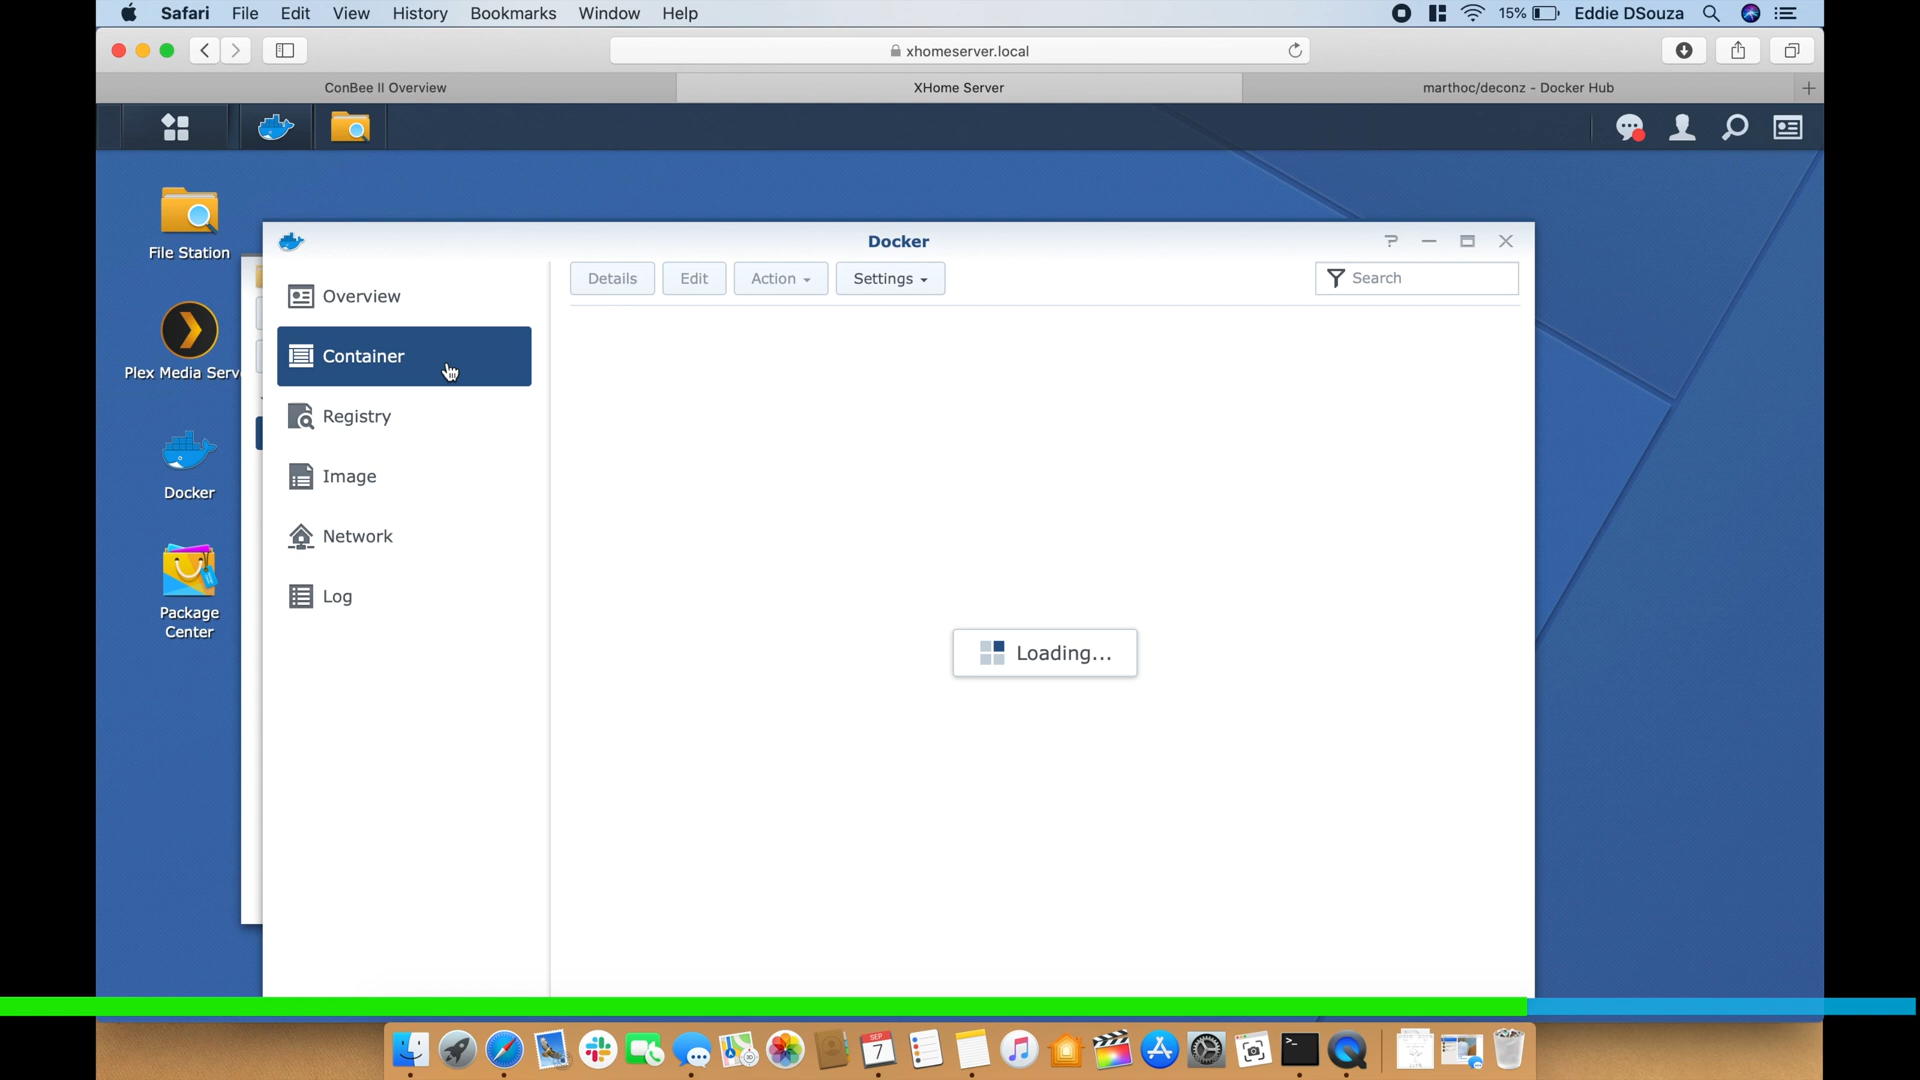 Safari File Edit View History Bookmarks Window Help 15% Eddie DSouza
xhomeserver.local
ConBee II Overview XHome Server marthoc/deconz - Docker Hub
File Station
Plex Media Serv
Docker
Package
Center
Docker
Overview
Container
Registry
Image
Network
Log
Details Edit Action Settings Search
Loading...
SEP
7